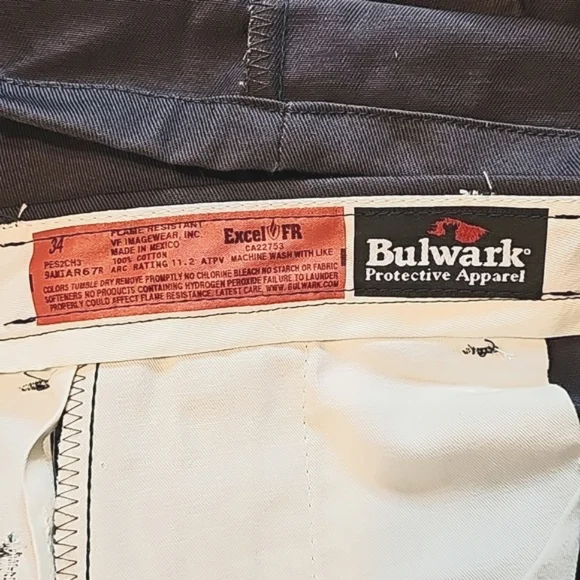 34
FLAME RESISTANT
VF IMAGEWEAR, INC.
MADE IN MEXICO
Excel FR
PES2CH3
100% COTTON
CA22753
ARC RATING 11.2 ATPV
MACHINE WASH WITH LIKE
COLORS TUMBLE DRY REMOVE PROMPTLY NO CHLORINE BLEACH NO STARCH OR FABRIC
SOFTENERS NO PRODUCTS CONTAINING HYDROGEN PEROXIDE FAILURE TO LAUNDER
PROPERLY COULD AFFECT FLAME RESISTANCE. LATEST CARE, WWW.BULWARK.COM
Bulwark®
Protective Apparel